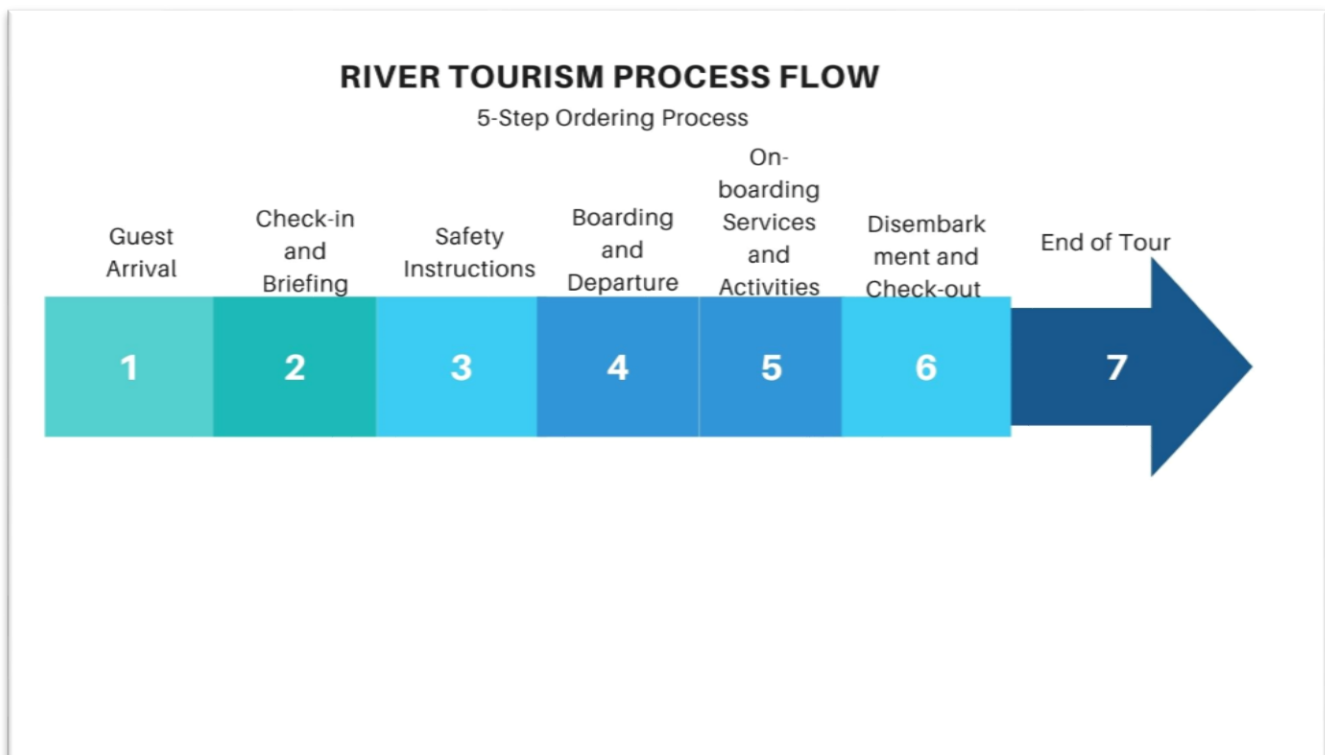 RIVER TOURISM PROCESS FLOW
5-Step Ordering Process
Guest
Arrival
Check-in
and
Briefing
Safety
Instructions
Boarding
and
Departure
On-
boarding
Services
and
Activities
Disembark
ment and
Check-out
End of Tour
1
2
3
4
5
6
7